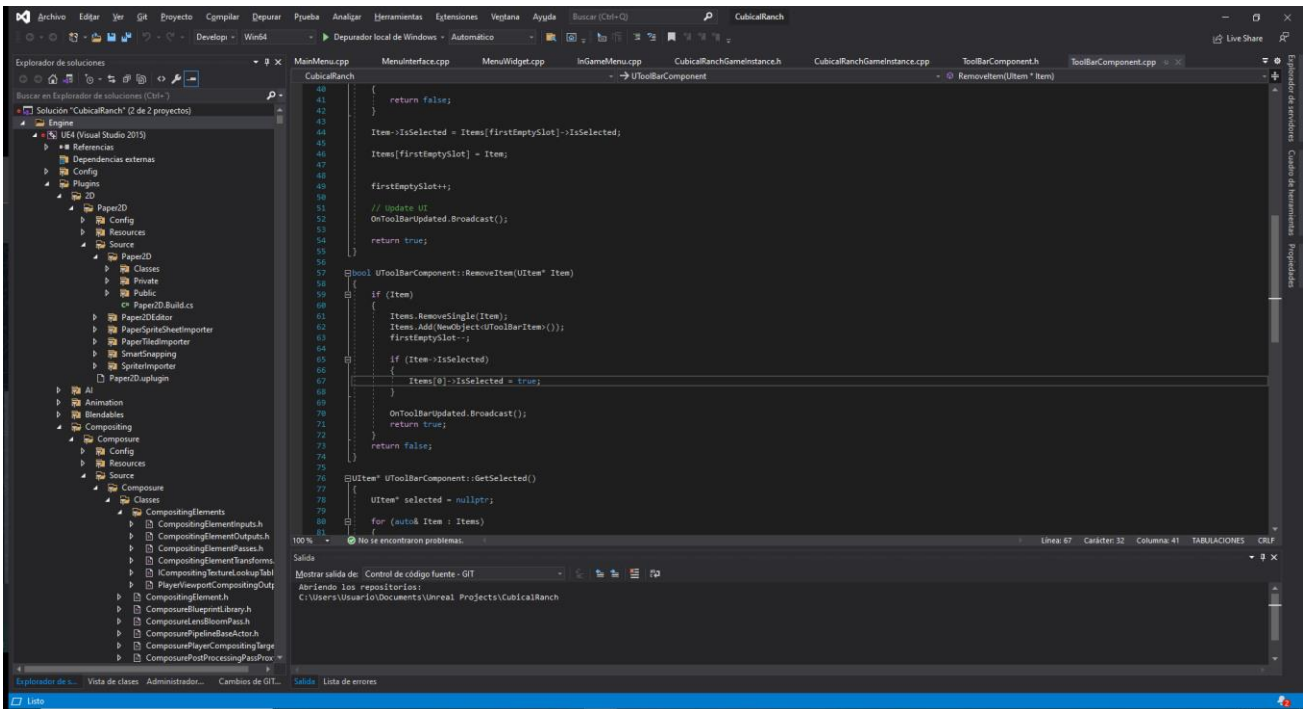 Archivo Editar Ver Git Proyecto Compilar Depurar Prueba Analizar Herramientas Extensiones Ventana Ayuda Buscar (Ctrl+Q) CubicalRanch
Develop Win64 Depurador local de Windows Automático Live Share
Explorador de soluciones
Buscar en Explorador de soluciones (Ctrl+´)
Solución "CubicalRanch" (2 de 2 proyectos)
Engine
UE4 (Visual Studio 2015)
Referencias
Dependencias externas
Config
Plugins
2D
Paper2D
Config
Resources
Source
Paper2D
Classes
Private
Public
C# Paper2D.Build.cs
Paper2DEditor
PaperSpriteSheetImporter
PaperTiledImporter
SmartSnapping
SpriterImporter
Paper2D.uplugin
AI
Animation
Blendables
Compositing
Composure
Config
Resources
Source
Composure
Classes
CompositingElements
CompositingElementInputs.h
CompositingElementOutputs.h
CompositingElementPasses.h
CompositingElementTransforms.
ICompositingTextureLookupTabl
PlayerViewportCompositingOutp
CompositingElement.h
ComposureBlueprintLibrary.h
ComposureLensBloomPass.h
ComposurePipelineBaseActor.h
ComposurePlayerCompositingTarge
ComposurePostProcessingPassProx
Explorador de s... Vista de clases Administrador... Cambios de GIT...
MainMenu.cpp MenuInterface.cpp MenuWidget.cpp InGameMenu.cpp CubicalRanchGameInstance.h CubicalRanchGameInstance.cpp ToolBarComponent.h ToolBarComponent.cpp
CubicalRanch UToolBarComponent RemoveItem(UItem * Item)
40 {
41 return false;
42 }
43
44 Item->IsSelected = Items[firstEmptySlot]->IsSelected;
45
46 Items[firstEmptySlot] = Item;
47
48
49 firstEmptySlot++;
50
51 // Update UI
52 OnToolBarUpdated.Broadcast();
53
54 return true;
55 }
56
57 bool UToolBarComponent::RemoveItem(UItem* Item)
58 {
59 if (Item)
60 {
61 Items.RemoveSingle(Item);
62 Items.Add(NewObject<UToolBarItem>());
63 firstEmptySlot--;
64
65 if (Item->IsSelected)
66 {
67 Items[0]->IsSelected = true;
68 }
69
70 OnToolBarUpdated.Broadcast();
71 return true;
72 }
73 return false;
74 }
75
76 UItem* UToolBarComponent::GetSelected()
77 {
78 UItem* selected = nullptr;
79
80 for (auto& Item : Items)
81 {
100 % No se encontraron problemas. Línea: 67 Carácter: 32 Columna: 41 TABULACIONES CRLF
Salida
Mostrar salida de: Control de código fuente - GIT
Abriendo los repositorios:
C:\Users\Usuario\Documents\Unreal Projects\CubicalRanch
Salida Lista de errores
Explorador de servidores
Cuadro de herramientas
Propiedades
Listo 2